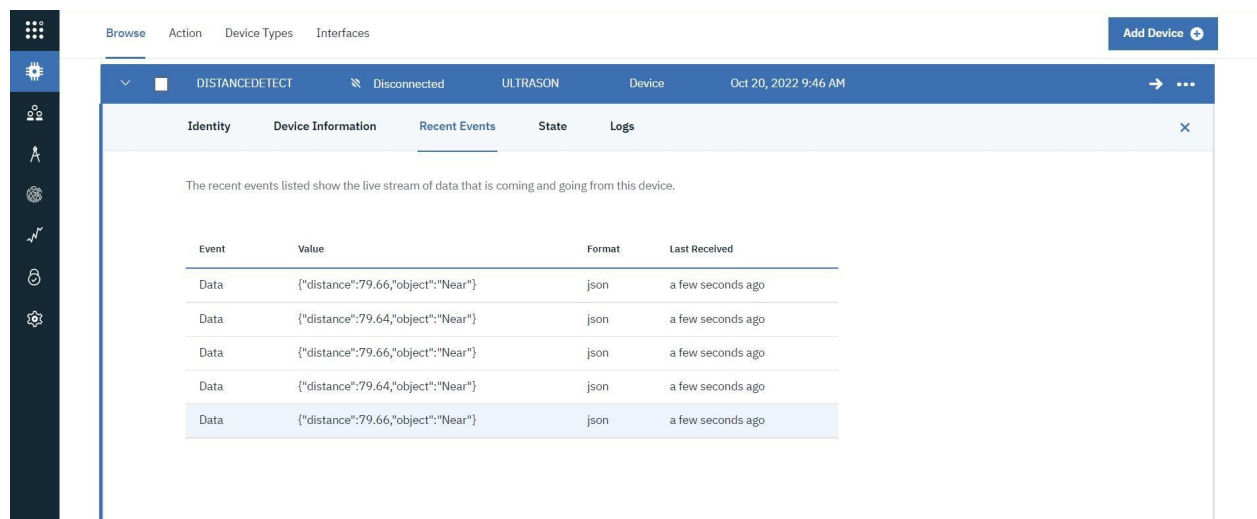 Browse Action Device Types Interfaces Add Device
DISTANCEDETECT Disconnected ULTRASON Device Oct 20, 2022 9:46 AM
Identity Device Information Recent Events State Logs
The recent events listed show the live stream of data that is coming and going from this device.
Event Value Format Last Received
Data {"distance":79.66,"object":"Near"} json a few seconds ago
Data {"distance":79.64,"object":"Near"} json a few seconds ago
Data {"distance":79.66,"object":"Near"} json a few seconds ago
Data {"distance":79.64,"object":"Near"} json a few seconds ago
Data {"distance":79.66,"object":"Near"} json a few seconds ago